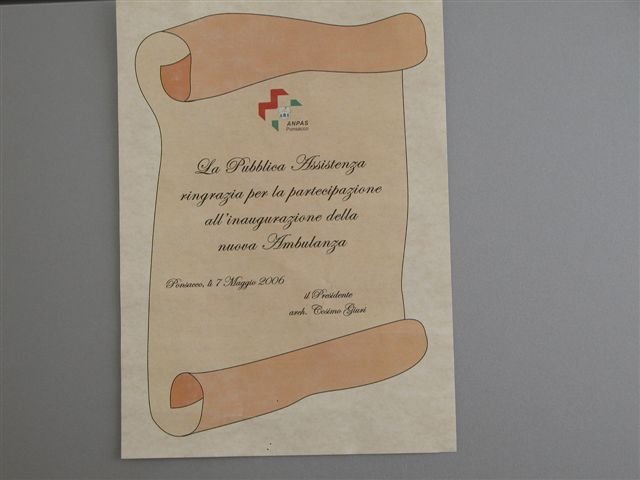 ANPAS
Ponsacco
La Pubblica Assistenza
ringrazia per la partecipazione
all'inaugurazione della
nuova Ambulanza
Ponsacco, li 7 Maggio 2006
il Presidente
arch. Cosimo Giuri